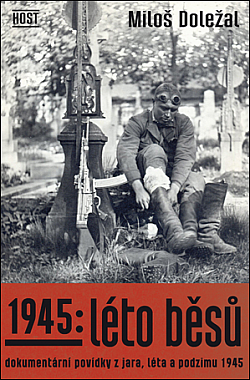 HOST
Miloš Doležal
1945: léto běsů
dokumentární povídky z jara, léta a podzimu 1945